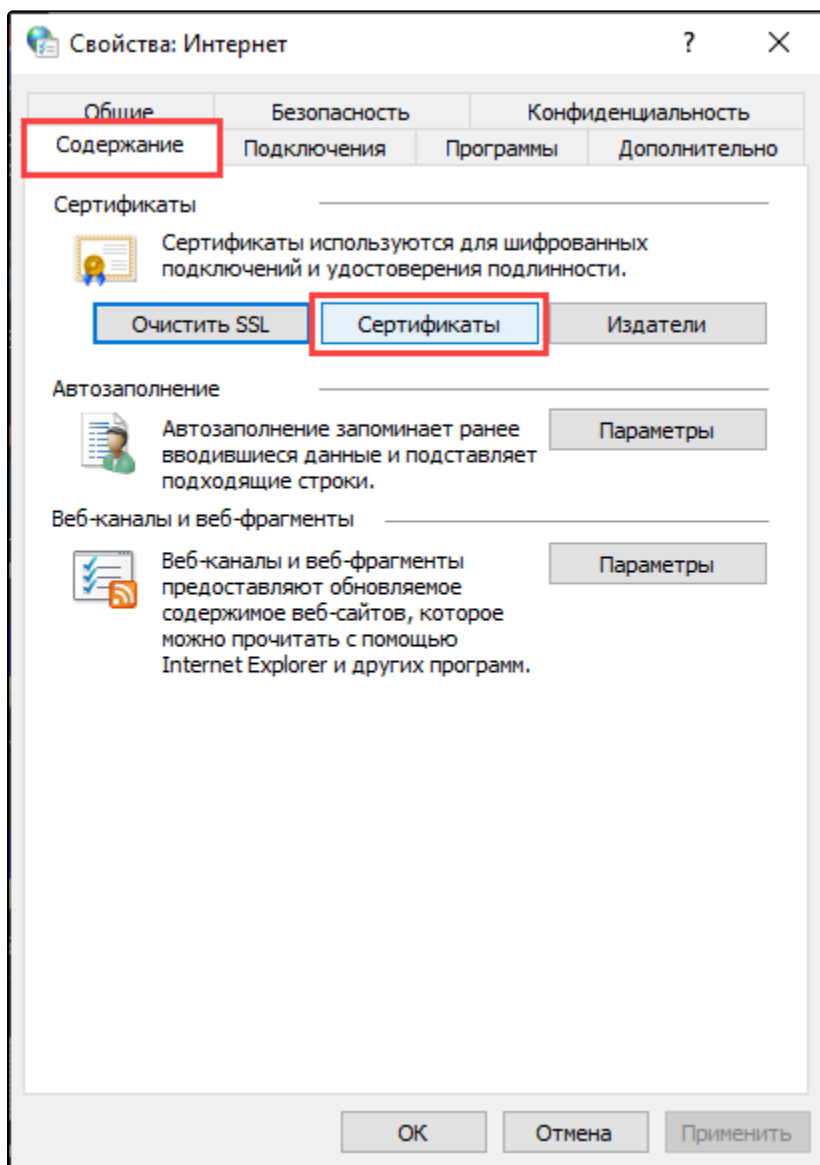 Свойства: Интернет
?
Общие
Безопасность
Конфиденциальность
Содержание
Подключения
Программы
Дополнительно
Сертификаты
Сертификаты используются для шифрованных
подключений и удостоверения подлинности.
Очистить SSL
Сертификаты
Издатели
Автозаполнение
Автозаполнение запоминает ранее
вводившиеся данные и подставляет
подходящие строки.
Параметры
Веб-каналы и веб-фрагменты
Веб-каналы и веб-фрагменты
предоставляют обновляемое
содержимое веб-сайтов, которое
можно прочитать с помощью
Internet Explorer и других программ.
Параметры
ОК
Отмена
Применить